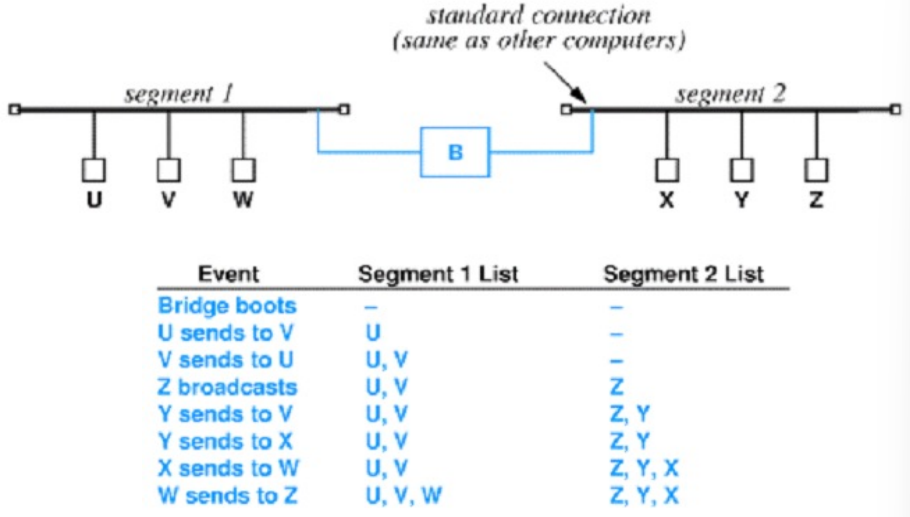 standard connection
(same as other computers)
segment 1
segment 2
B
U V W
X Y Z
Event Segment 1 List Segment 2 List
Bridge boots – –
U sends to V U –
V sends to U U, V –
Z broadcasts U, V Z
Y sends to V U, V Z, Y
Y sends to X U, V Z, Y
X sends to W U, V Z, Y, X
W sends to Z U, V, W Z, Y, X